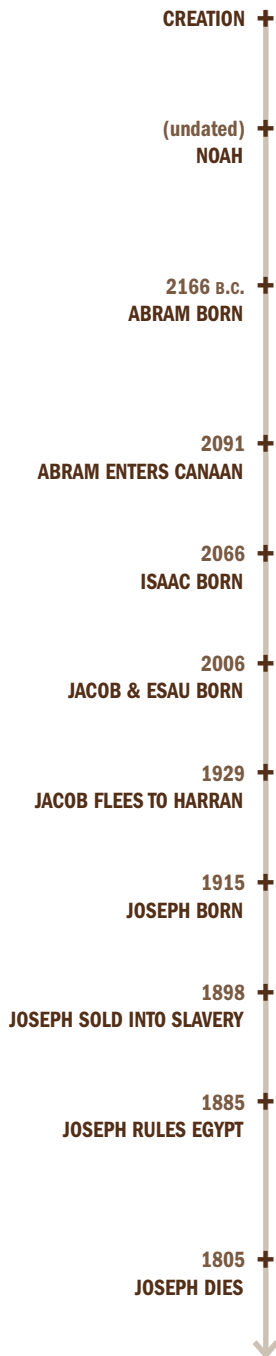 CREATION
(undated)
NOAH
2166 B.C.
ABRAM BORN
2091
ABRAM ENTERS CANAAN
2066
ISAAC BORN
2006
JACOB & ESAU BORN
1929
JACOB FLEES TO HARRAN
1915
JOSEPH BORN
1898
JOSEPH SOLD INTO SLAVERY
1885
JOSEPH RULES EGYPT
1805
JOSEPH DIES